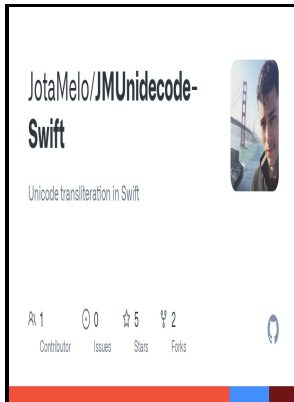 JotaMelo/JMUnidecode-
Swift
Unicode transliteration in Swift
1
0
5
2
Contributor
Issues
Stars
Forks